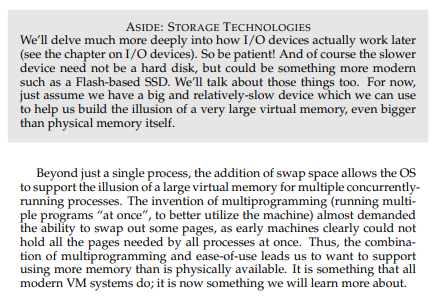 ASIDE: STORAGE TECHNOLOGIES
We'll delve much more deeply into how I/O devices actually work later
(see the chapter on I/O devices). So be patient! And of course the slower
device need not be a hard disk, but could be something more modern
such as a Flash-based SSD. We'll talk about those things too. For now,
just assume we have a big and relatively-slow device which we can use
to help us build the illusion of a very large virtual memory, even bigger
than physical memory itself.
Beyond just a single process, the addition of swap space allows the OS
to support the illusion of a large virtual memory for multiple concurrently-
running processes. The invention of multiprogramming (running multi-
ple programs "at once", to better utilize the machine) almost demanded
the ability to swap out some pages, as early machines clearly could not
hold all the pages needed by all processes at once. Thus, the combina-
tion of multiprogramming and ease-of-use leads us to want to support
using more memory than is physically available. It is something that all
modern VM systems do; it is now something we will learn more about.